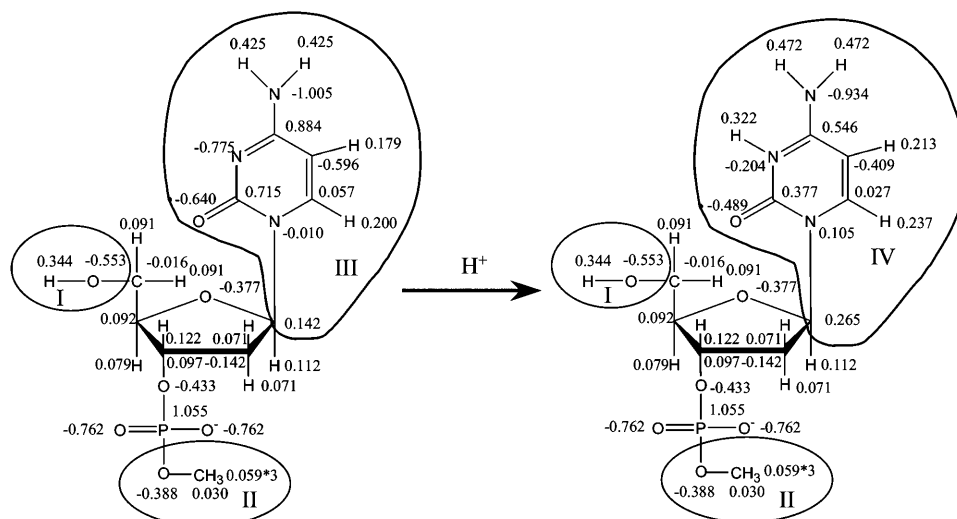 0.425 0.425 0.472 0.472
H H H H
N -1.005 N -0.934
0.322
0.884 H 0.546
H 0.179 H 0.213
-0.775 N -0.204 N
-0.596 -0.409
-0.640 0.715 0.057 -0.489 0.377 0.027
O N H 0.200 O N H 0.237
0.091 -0.010 0.091 0.105
H III H IV
0.344 -0.553 -0.016 0.091 H⁺ 0.344 -0.553 -0.016 0.091
H O C H O -0.377 H O C H O -0.377
I I
0.092 0.142 0.092 0.265
H H H H
0.122 0.071 0.122 0.071
0.079H 0.097 -0.142 H 0.112 0.079H 0.097 -0.142 H 0.112
H 0.071 H 0.071
O -0.433 O -0.433
1.055 1.055
-0.762 O P O⁻ -0.762 -0.762 O P O⁻ -0.762
O CH₃ 0.059*3 O CH₃ 0.059*3
-0.388 0.030 II -0.388 0.030 II